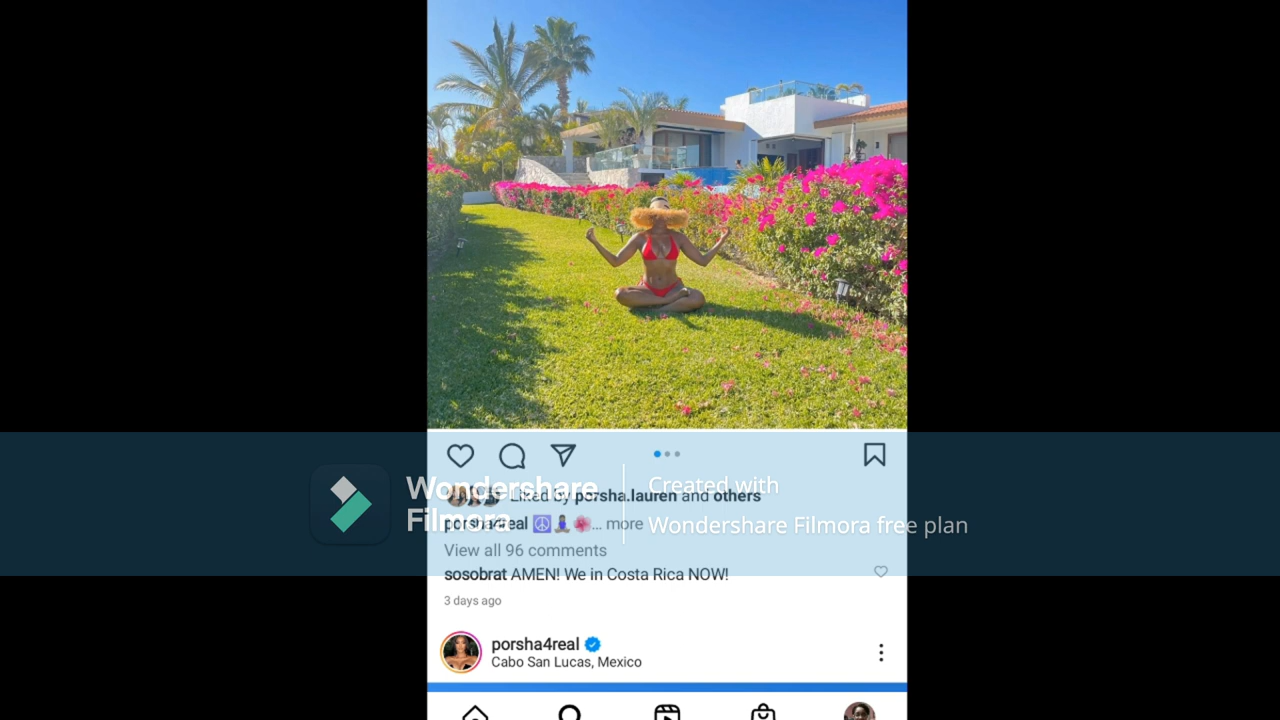 Liked by porsha.lauren and others
porsha4real ☮️🧘🏾‍♀️🌺... more
View all 96 comments
sosobrat AMEN! We in Costa Rica NOW!
3 days ago
porsha4real
Cabo San Lucas, Mexico
Wondershare
Filmora
Created with
Wondershare Filmora free plan